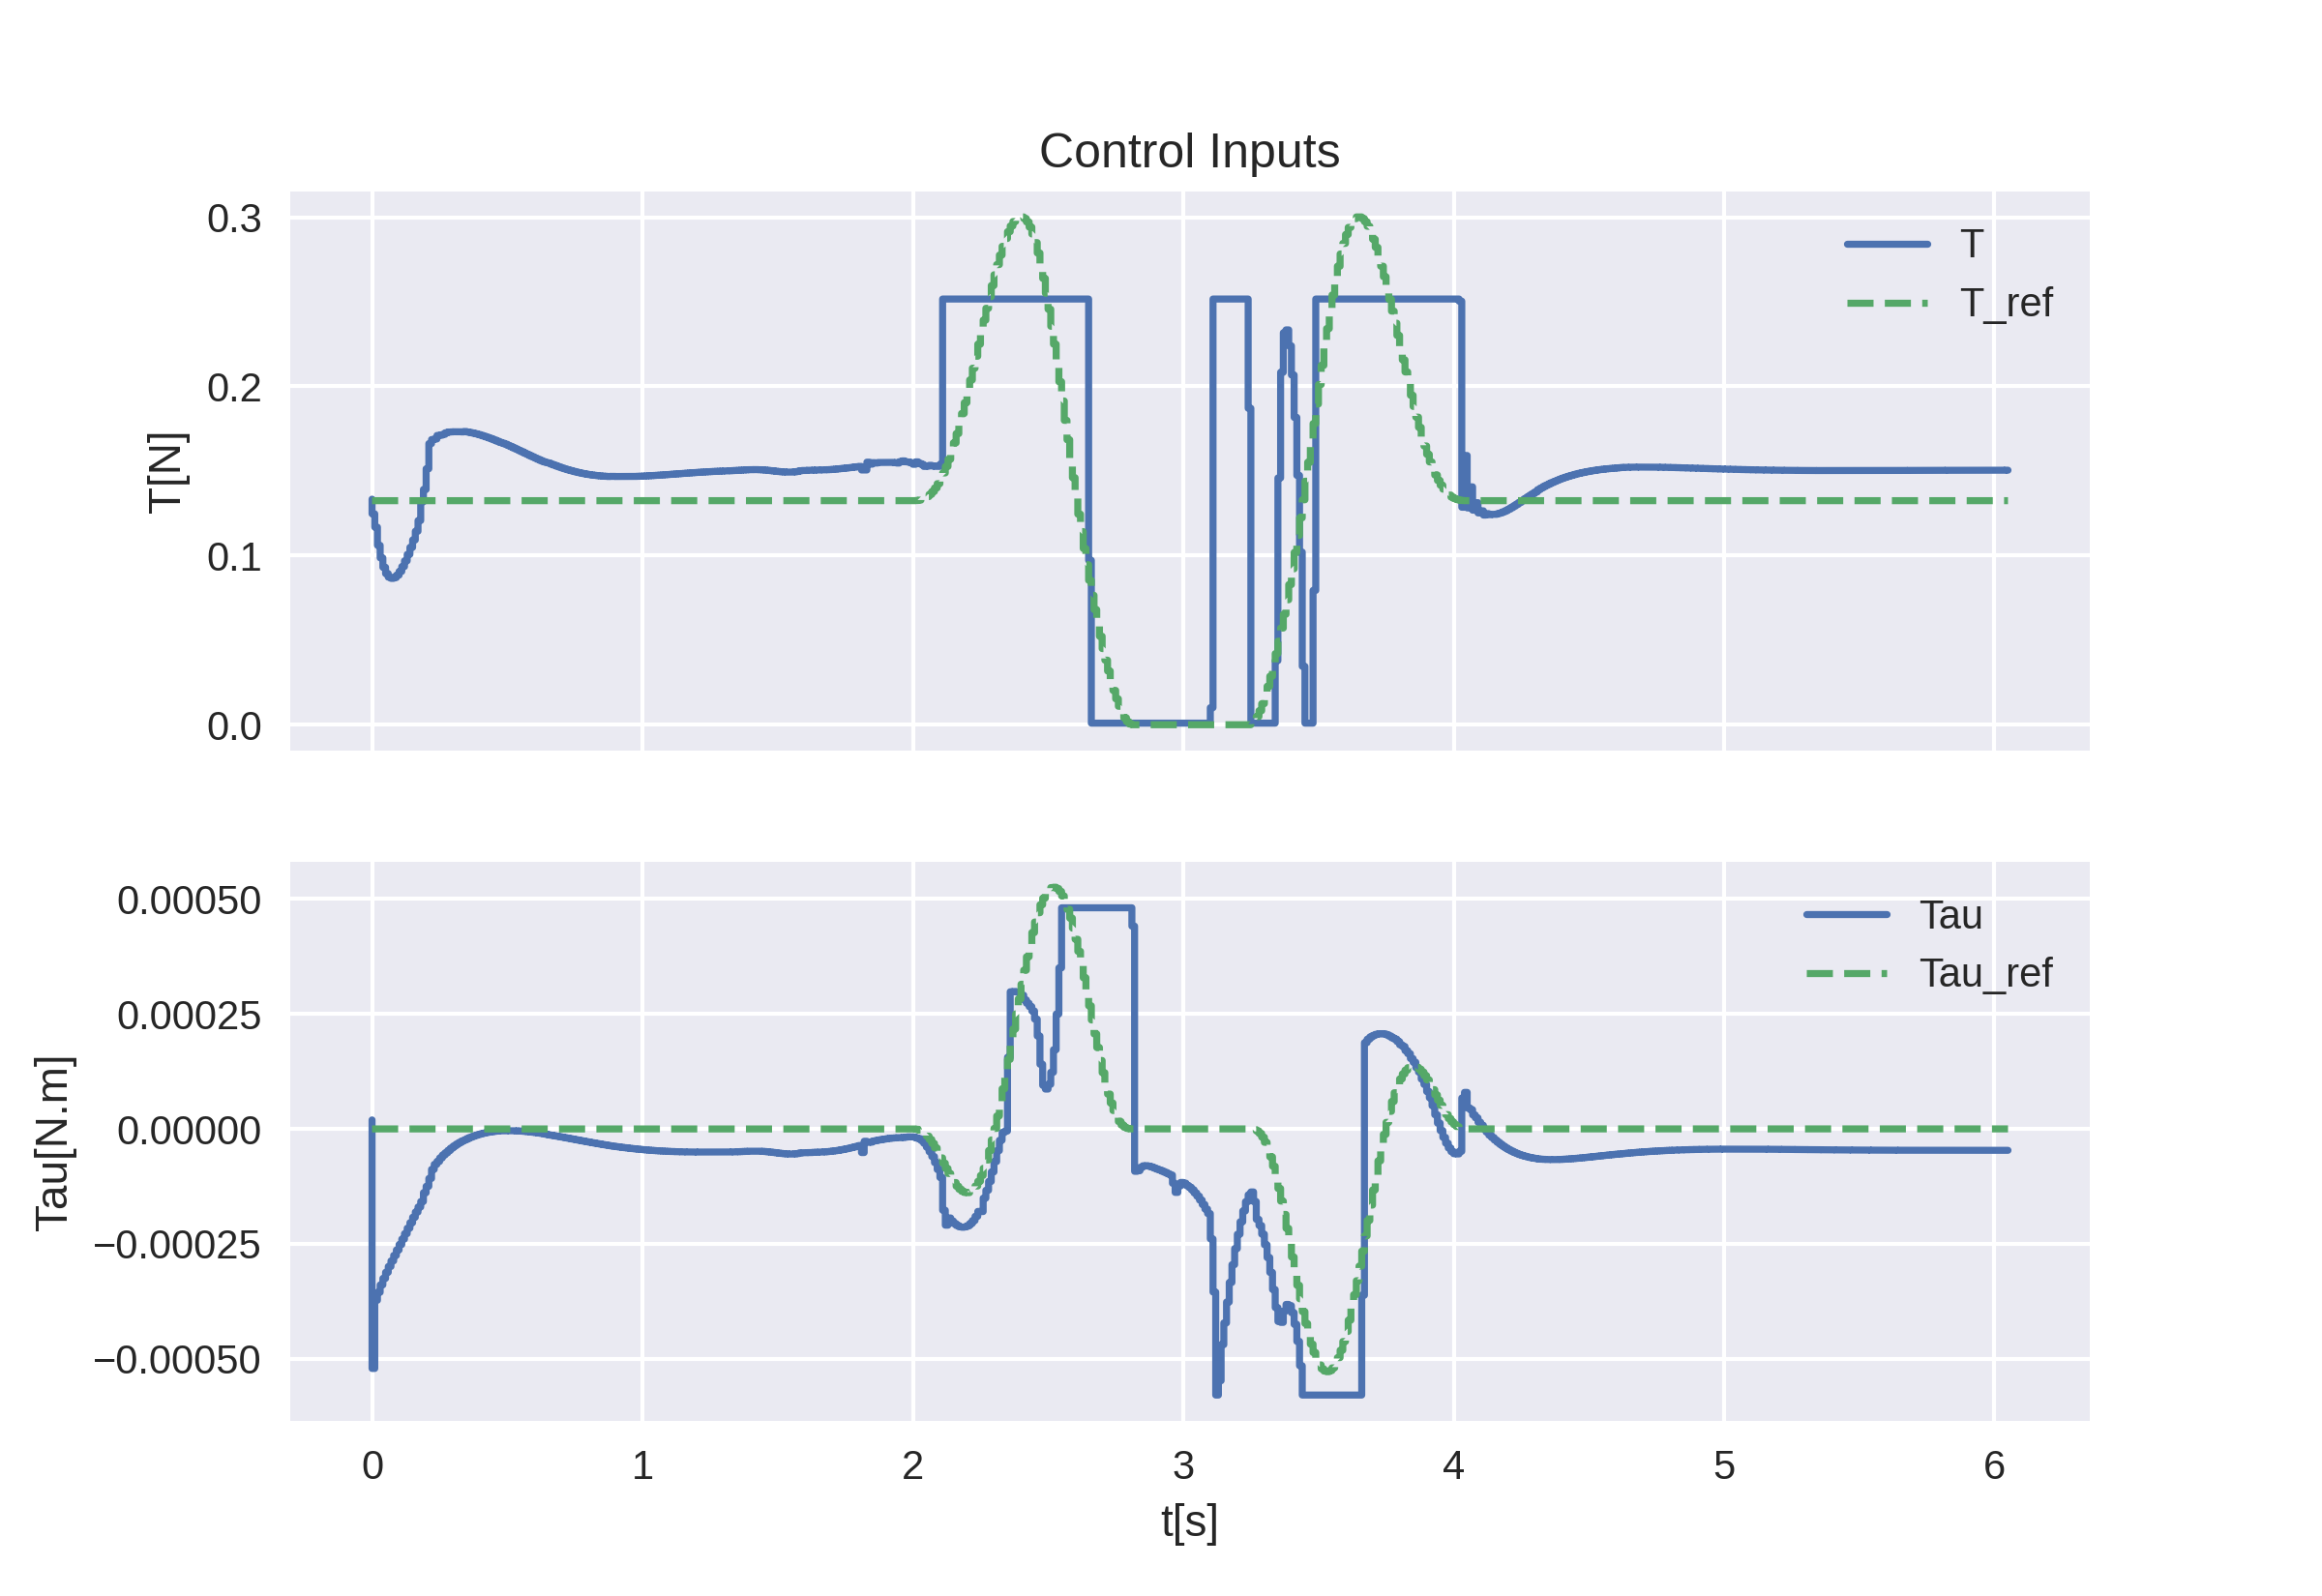 Control Inputs
0.3
0.2
0.1
0.0
T[N]
T
T_ref
0.00050
0.00025
0.00000
−0.00025
−0.00050
Tau[N.m]
Tau
Tau_ref
0 1 2 3 4 5 6
t[s]